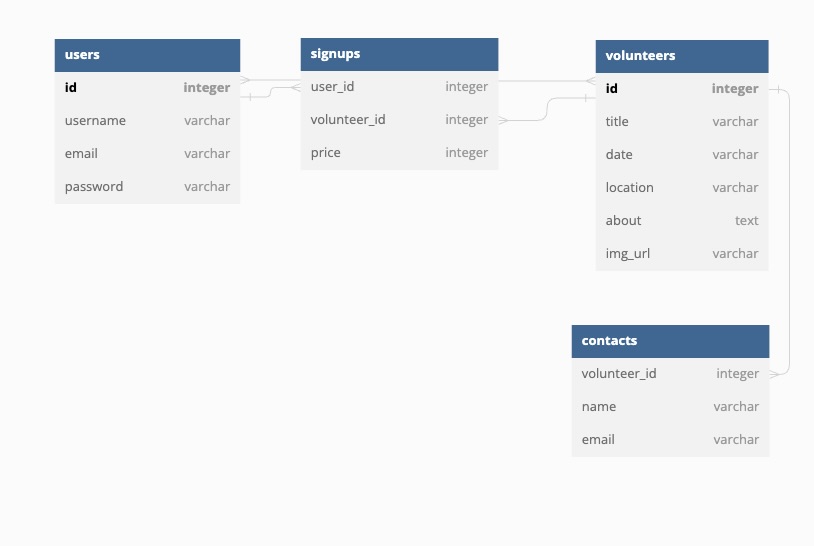 users
id integer
username varchar
email varchar
password varchar
signups
user_id integer
volunteer_id integer
price integer
volunteers
id integer
title varchar
date varchar
location varchar
about text
img_url varchar
contacts
volunteer_id integer
name varchar
email varchar